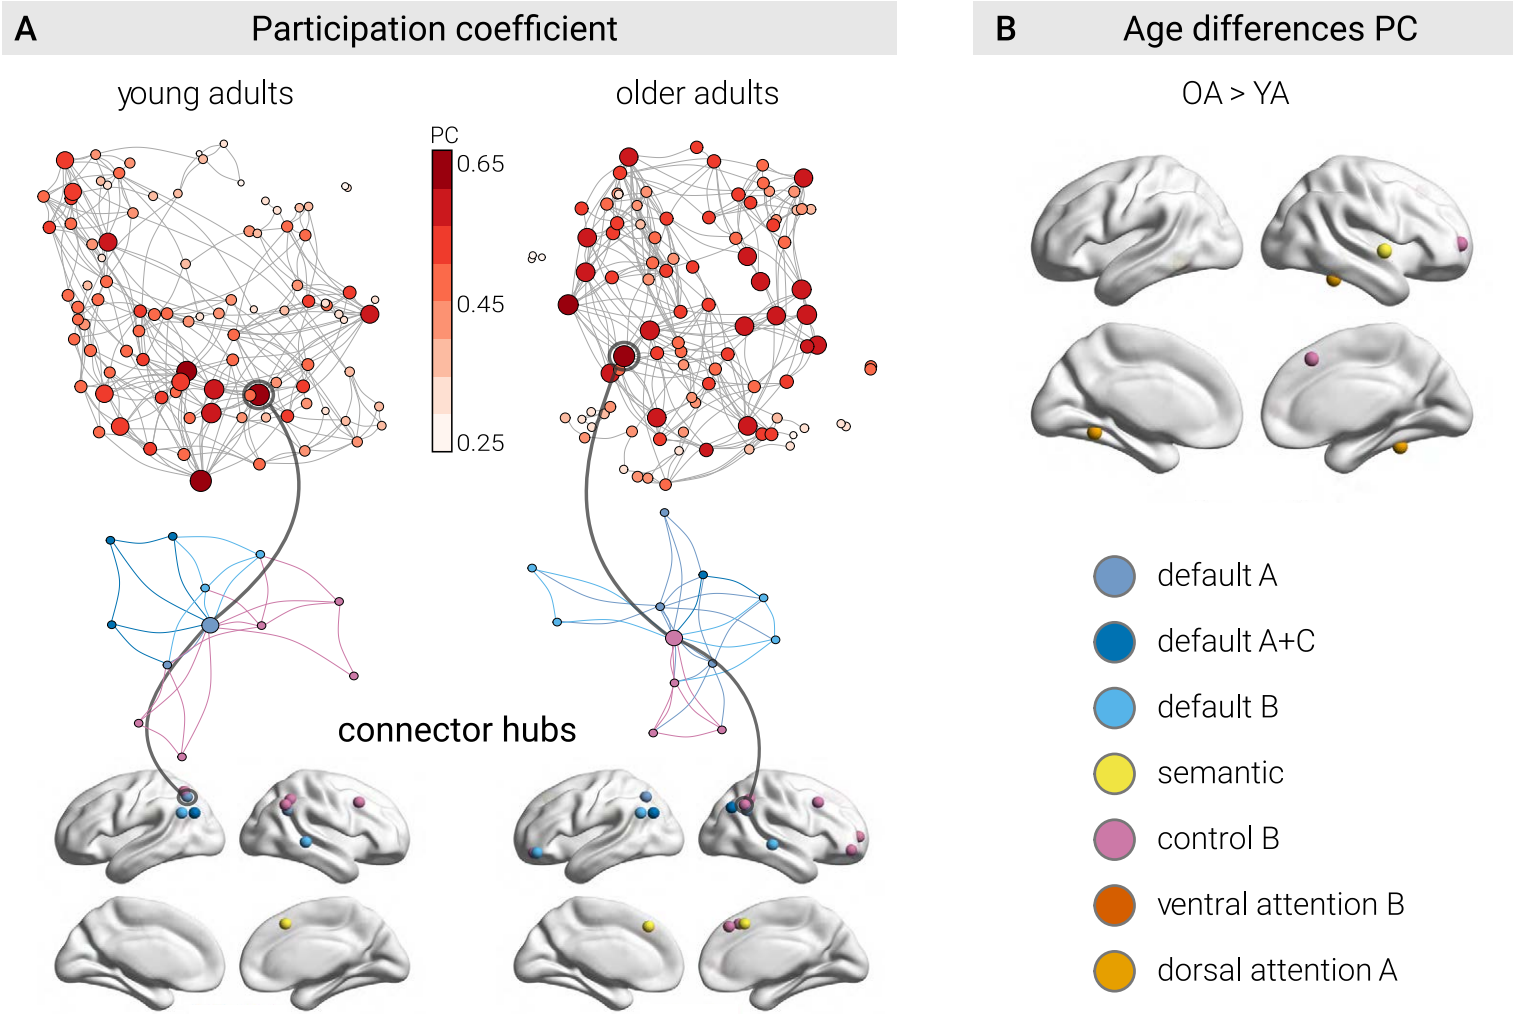 A Participation coefficient
B Age differences PC
young adults
older adults
OA > YA
PC
0.65
0.45
0.25
connector hubs
default A
default A+C
default B
semantic
control B
ventral attention B
dorsal attention A